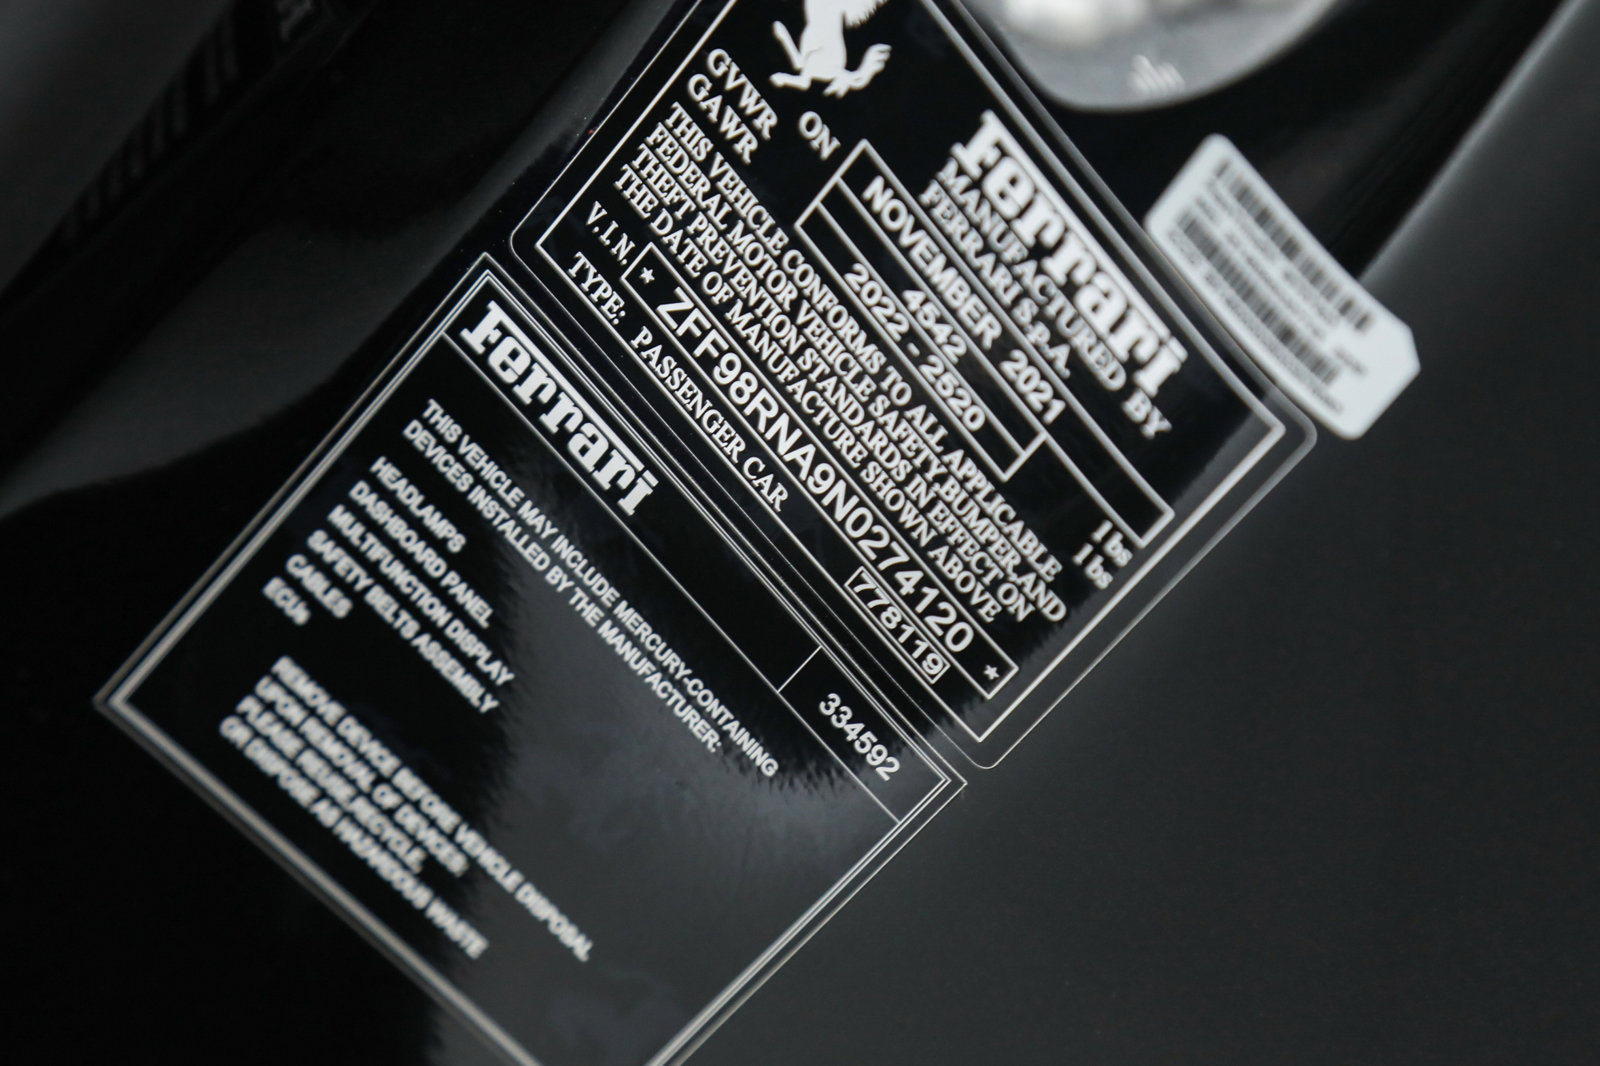 Ferrari
MANUFACTURED BY
FERRARI S.p.A.
ON NOVEMBER 2021
GVWR 4542 lbs
GAWR 2022 - 2520 lbs
THIS VEHICLE CONFORMS TO ALL APPLICABLE
FEDERAL MOTOR VEHICLE SAFETY, BUMPER, AND
THEFT PREVENTION STANDARDS IN EFFECT ON
THE DATE OF MANUFACTURE SHOWN ABOVE
V.I.N. * ZFF98RNA9N0274120 *
TYPE: PASSENGER CAR 778119
Ferrari 334592
THIS VEHICLE MAY INCLUDE MERCURY-CONTAINING
DEVICES INSTALLED BY THE MANUFACTURER:
HEADLAMPS
DASHBOARD PANEL
MULTIFUNCTION DISPLAY
SAFETY BELTS ASSEMBLY
CABLES
ECUs
REMOVE DEVICE BEFORE VEHICLE DISPOSAL
UPON REMOVAL OF DEVICES:
PLEASE REUSE, RECYCLE,
OR DISPOSE AS HAZARDOUS WASTE